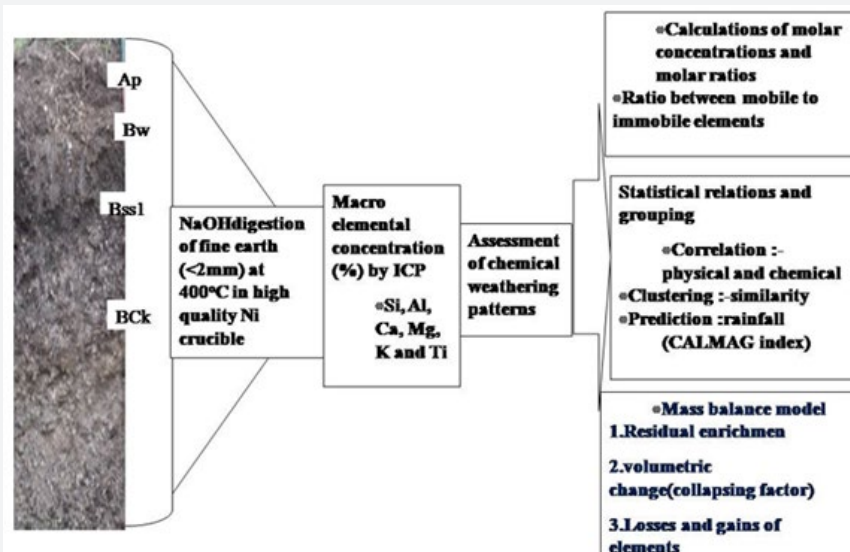 Ap
Bw
Bss1
BCk
NaOHdigestion
of fine earth
(<2mm) at
400ºC in high
quality Ni
crucible
Macro
elemental
concentration
(%) by ICP
•Si, Al,
Ca, Mg,
K and Ti
Assessment
of chemical
weathering
patterns
•Calculations of molar
concentrations and
molar ratios
•Ratio between mobile to
immobile elements
Statistical relations and
grouping
•Correlation :-
physical and chemical
•Clustering :-similarity
•Prediction :rainfall
(CALMAG index)
•Mass balance model
1.Residual enrichmen
2.volumetric
change(collapsing factor)
3.Losses and gains of
elements